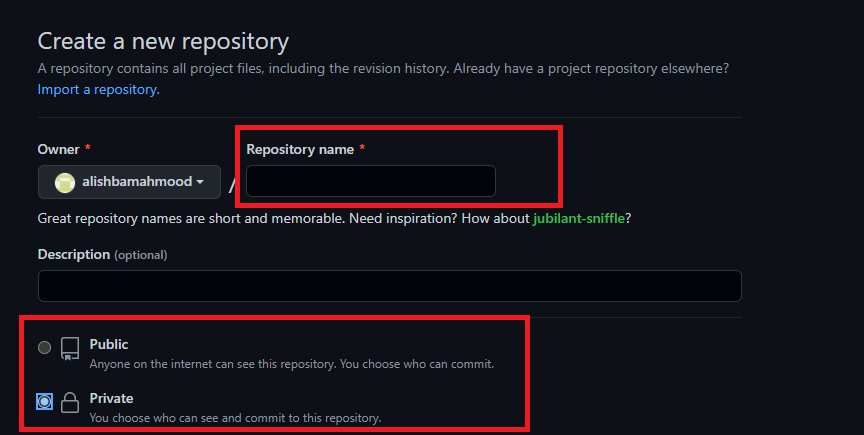 Create a new repository
A repository contains all project files, including the revision history. Already have a project repository elsewhere?
Import a repository.
Owner * Repository name *
alishbamahmood /
Great repository names are short and memorable. Need inspiration? How about jubilant-sniffle?
Description (optional)
Public
Anyone on the internet can see this repository. You choose who can commit.
Private
You choose who can see and commit to this repository.